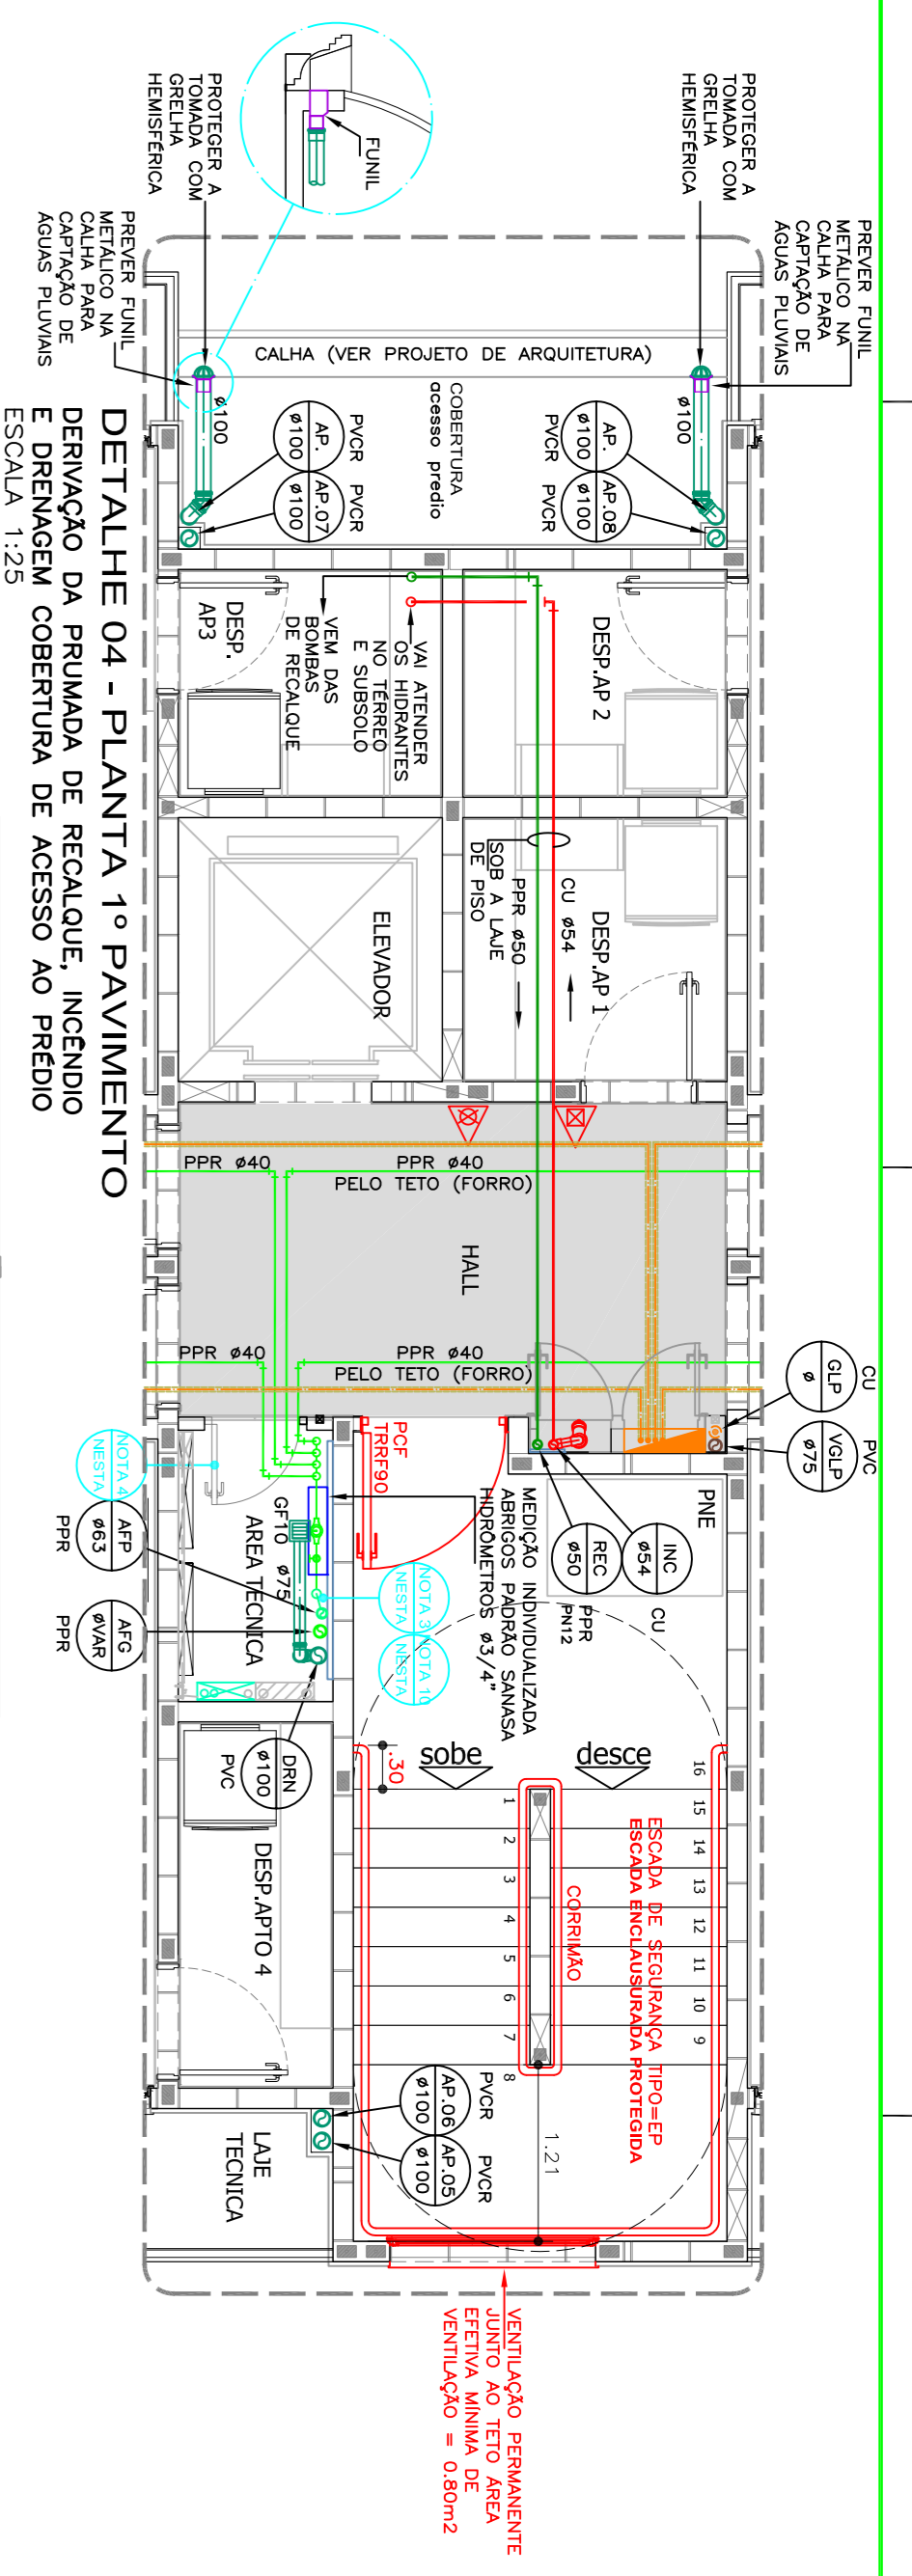 PROTEGER A
TOMADA COM
GRELHA
HEMISFÉRICA
PREVER FUNIL
METÁLICO NA
CALHA PARA
CAPTAÇÃO DE
ÁGUAS PLUVIAIS
FUNIL
PROTEGER A
TOMADA COM
GRELHA
HEMISFÉRICA
PREVER FUNIL
METÁLICO NA
CALHA PARA
CAPTAÇÃO DE
ÁGUAS PLUVIAIS
CALHA (VER PROJETO DE ARQUITETURA)
COBERTURA
acesso predio
ø100
ø100
PVCR
AP.
ø100
PVCR
AP.07
ø100
AP.
ø100
PVCR
AP.08
ø100
PVCR
DESP.
AP3
VEM DAS
BOMBAS
DE RECALQUE
VAI ATENDER
OS HIDRANTES
NO TÉRREO
E SUBSOLO
DESP.AP 2
ELEVADOR
DESP.AP 1
CU ø54
PPR ø50
SOB A LAJE
DE PISO
PPR ø40
PPR ø40
PELO TETO (FORRO)
HALL
PPR ø40
PPR ø40
PELO TETO (FORRO)
CU
GLP
ø
PVC
VGLP
ø75
PNE
INC
ø54
CU
REC
ø50
PPR
PN12
PCF
TRRF90
MEDIÇÃO INDIVIDUALIZADA
ABRIGOS PADRÃO SANASA
HIDRÔMETROS ø3/4"
NOTA 3
NESTA
NOTA 10
NESTA
NOTA 4
NESTA
GF10
ø75
AREA TECNICA
AFP
ø63
PPR
AFG
øVAR
PPR
DRN
ø100
PVC
DESP.APTO 4
sobe
desce
.30
16
15
14
13
12
11
10
9
1
2
3
4
5
6
7
8
CORRIMÃO
ESCADA DE SEGURANÇA TIPO=EP
ESCADA ENCLAUSURADA PROTEGIDA
1.21
PVCR
AP.06
ø100
PVCR
AP.05
ø100
LAJE
TECNICA
VENTILAÇÃO PERMANENTE
JUNTO AO TETO ÁREA
EFETIVA MÍNIMA DE
VENTILAÇÃO = 0.80m2
DETALHE 04 - PLANTA 1º PAVIMENTO
DERIVAÇÃO DA PRUMADA DE RECALQUE, INCÊNDIO
E DRENAGEM COBERTURA DE ACESSO AO PRÉDIO
ESCALA 1:25